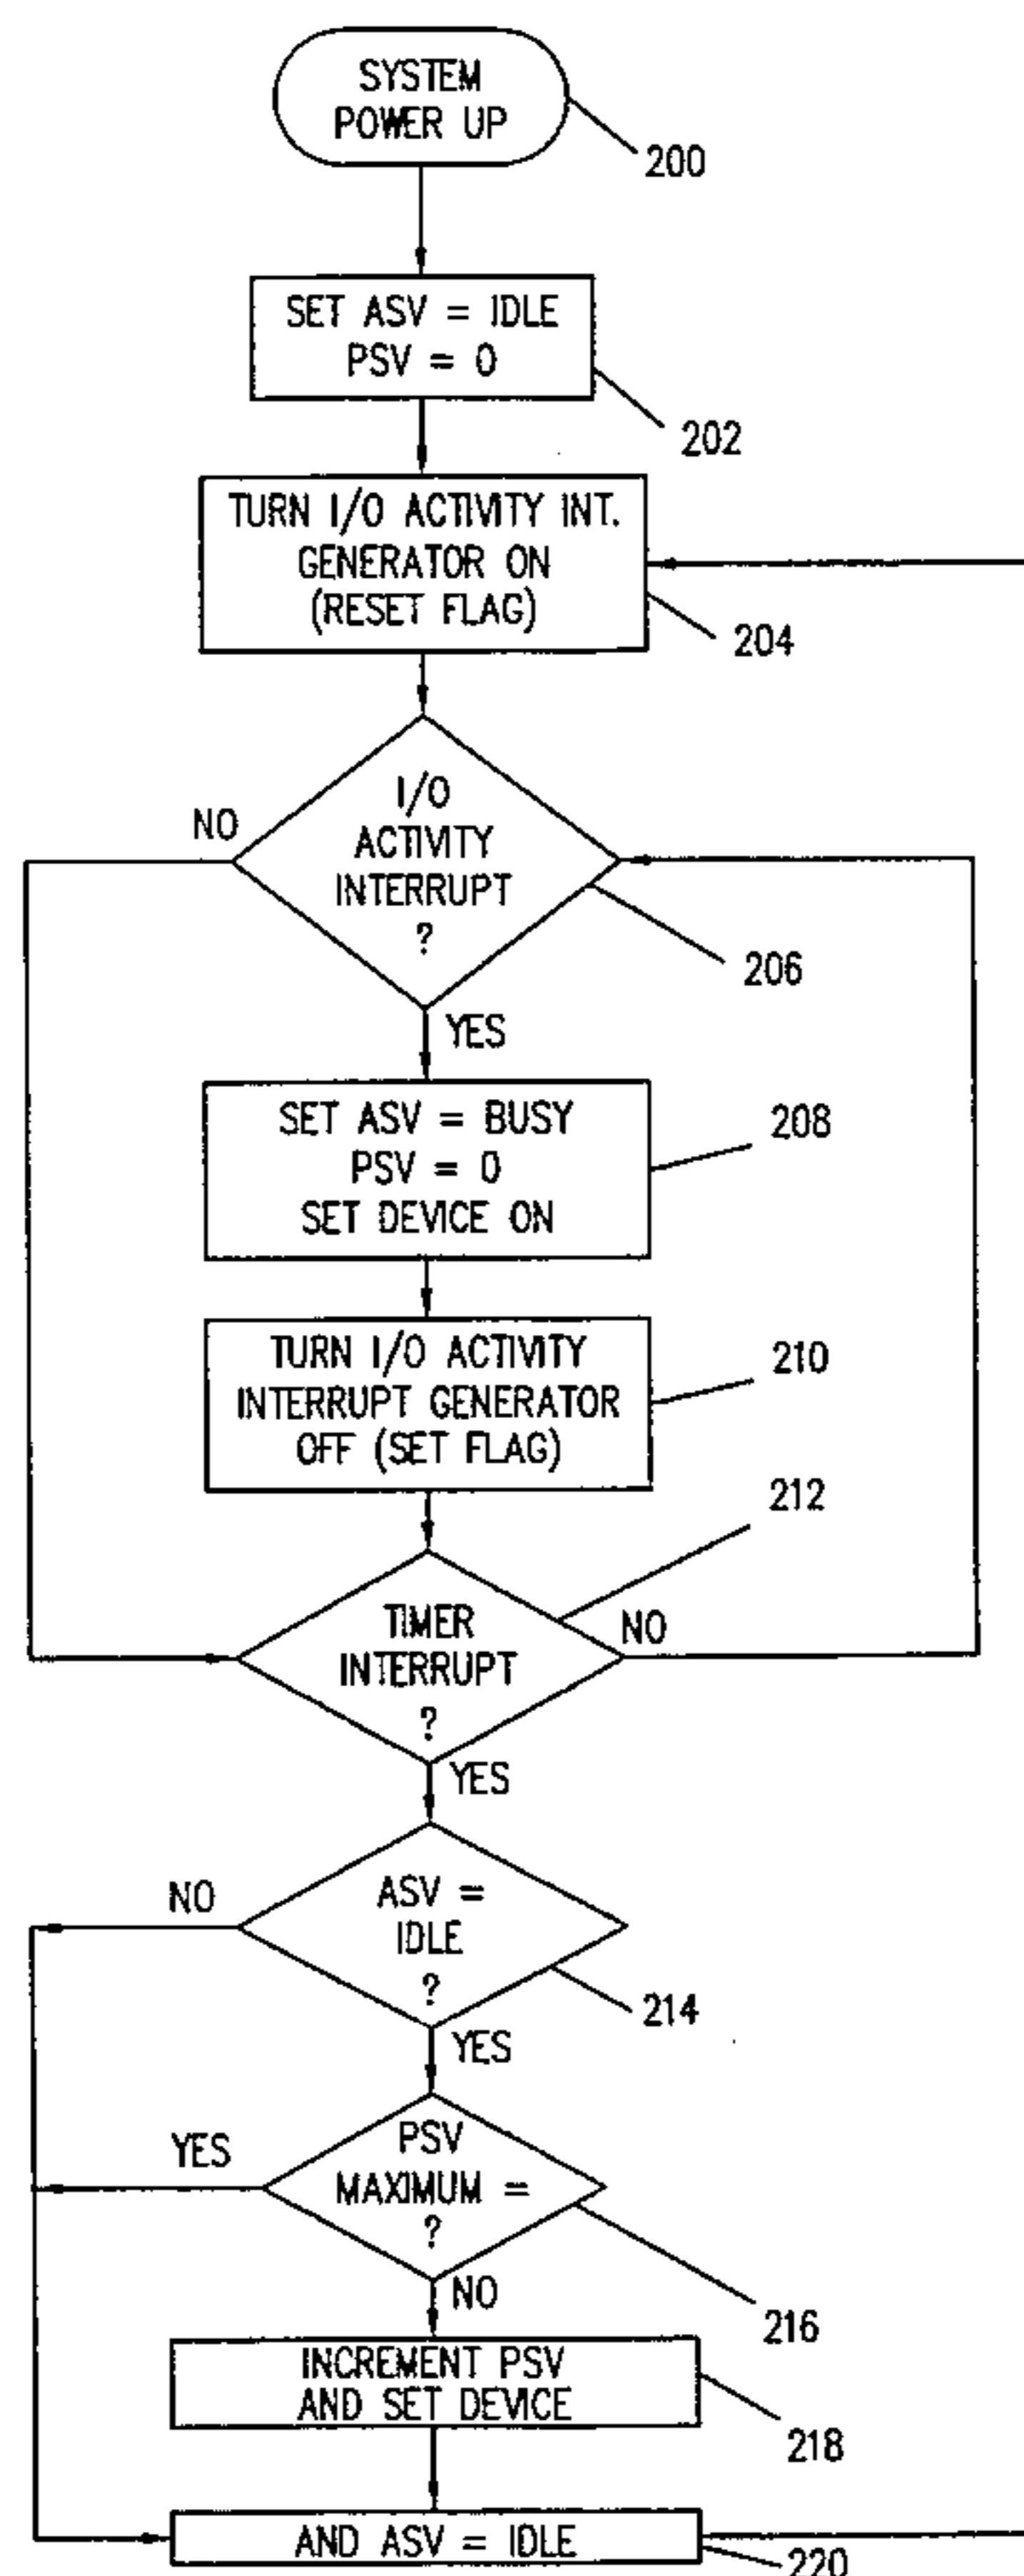 SYSTEM
POWER UP
200
SET ASV = IDLE
PSV = 0
202
TURN I/O ACTIVITY INT.
GENERATOR ON
(RESET FLAG)
204
I/O
ACTIVITY
INTERRUPT
?
NO
206
YES
SET ASV = BUSY
PSV = 0
SET DEVICE ON
208
TURN I/O ACTIVITY
INTERRUPT GENERATOR
OFF (SET FLAG)
210
212
TIMER
INTERRUPT
?
NO
YES
ASV =
IDLE
?
NO
214
YES
PSV
MAXIMUM =
?
YES
216
NO
INCREMENT PSV
AND SET DEVICE
218
AND ASV = IDLE
220